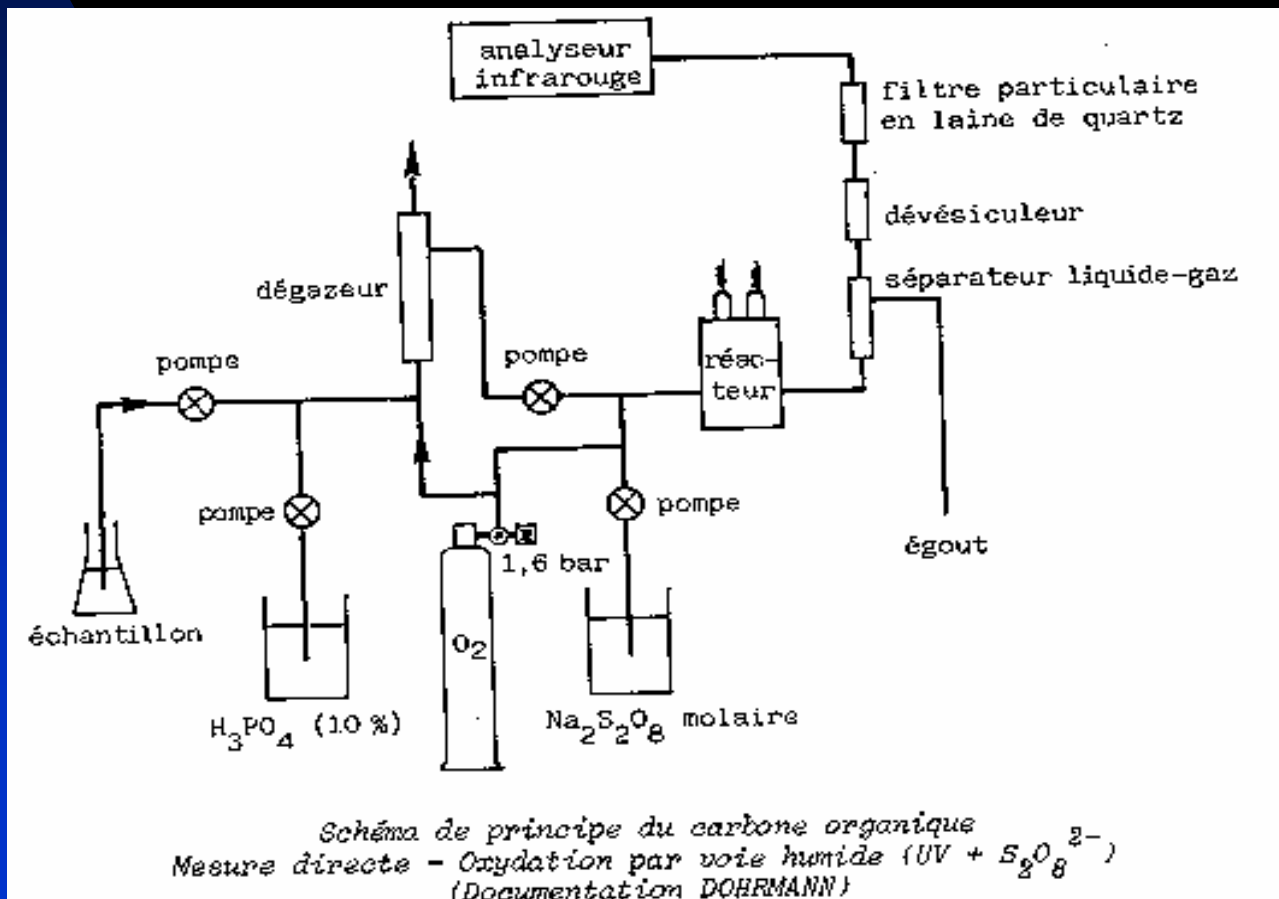 analyseur
infrarouge
filtre particulaire
en laine de quartz
dévésiculeur
séparateur liquide-gaz
dégazeur
pompe
pompe
réac-
teur
pompe
pompe
1,6 bar
égout
échantillon
O2
H3PO4 (10 %)
Na2S2O8 molaire
Schéma de principe du carbone organique
Mesure directe - Oxydation par voie humide (UV + S2O8 2-)
(Documentation DOHRMANN)